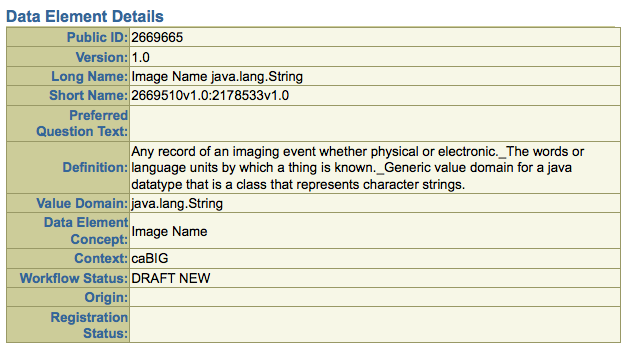 Data Element Details
Public ID: 2669665
Version: 1.0
Long Name: Image Name java.lang.String
Short Name: 2669510v1.0:2178533v1.0
Preferred
Question Text:
Definition: Any record of an imaging event whether physical or electronic._The words or
language units by which a thing is known._Generic value domain for a java
datatype that is a class that represents character strings.
Value Domain: java.lang.String
Data Element
Concept: Image Name
Context: caBIG
Workflow Status: DRAFT NEW
Origin:
Registration
Status: